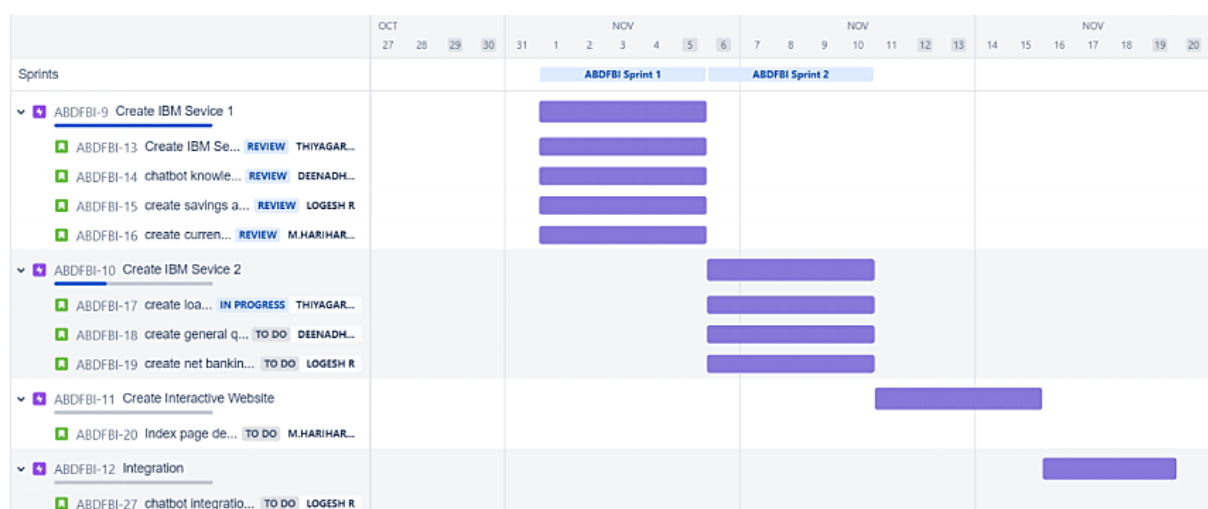 OCT NOV NOV NOV
27 28 29 30 31 1 2 3 4 5 6 7 8 9 10 11 12 13 14 15 16 17 18 19 20
Sprints ABDFBI Sprint 1 ABDFBI Sprint 2
ABDFBI-9 Create IBM Sevice 1
ABDFBI-13 Create IBM Se... REVIEW THIYAGAR...
ABDFBI-14 chatbot knowle... REVIEW DEENADH...
ABDFBI-15 create savings a... REVIEW LOGESH R
ABDFBI-16 create curren... REVIEW M.HARIHAR...
ABDFBI-10 Create IBM Sevice 2
ABDFBI-17 create loa... IN PROGRESS THIYAGAR...
ABDFBI-18 create general q... TO DO DEENADH...
ABDFBI-19 create net bankin... TO DO LOGESH R
ABDFBI-11 Create Interactive Website
ABDFBI-20 Index page de... TO DO M.HARIHAR...
ABDFBI-12 Integration
ABDFBI-27 chatbot integratio... TO DO LOGESH R